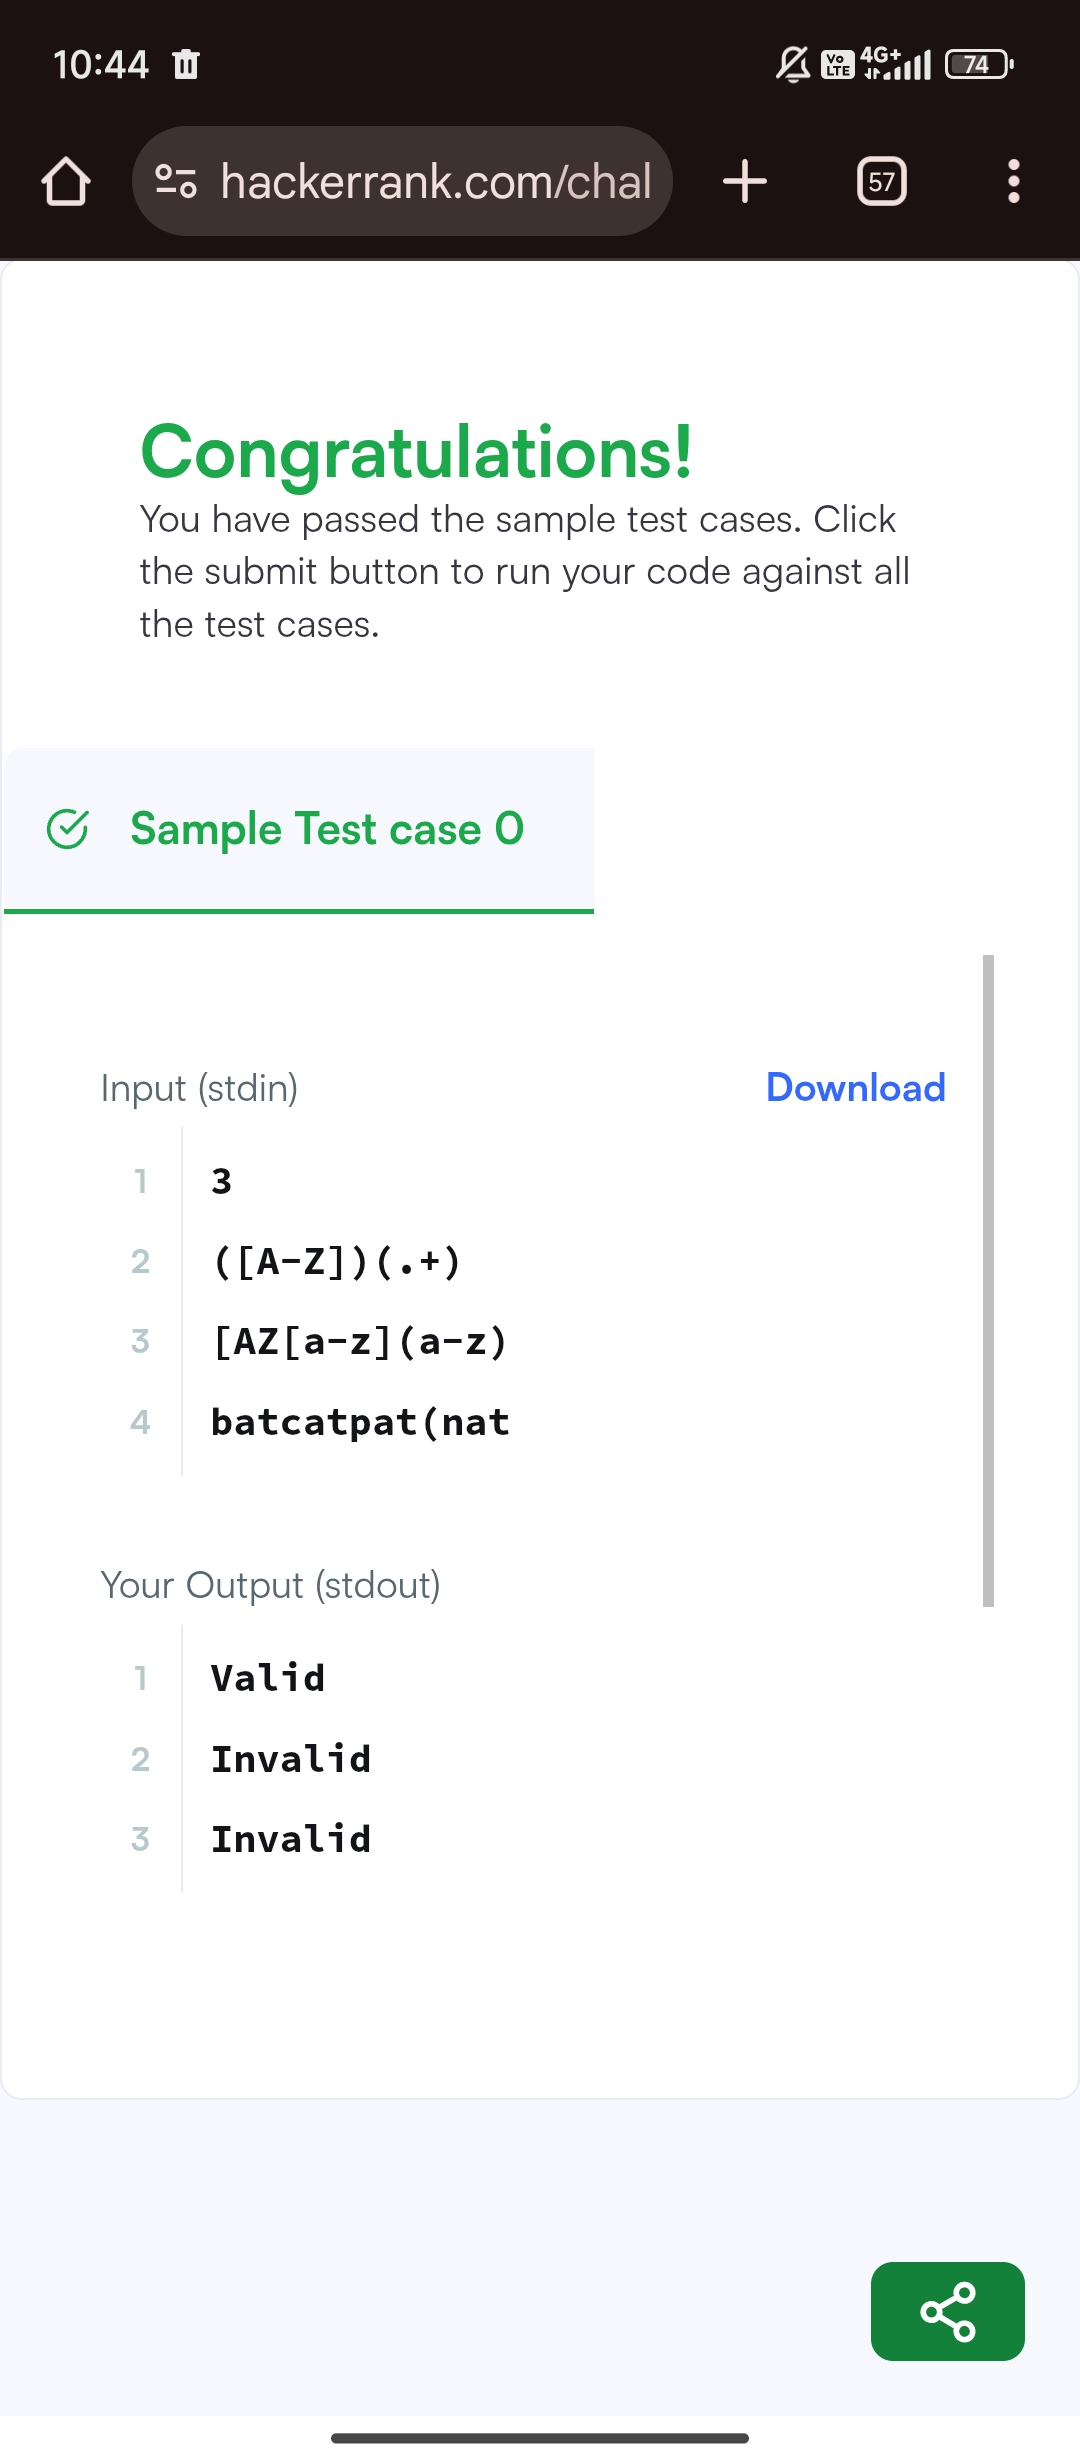 10:44
Vo LTE 4G+ 74
hackerrank.com/chal
57
Congratulations!
You have passed the sample test cases. Click
the submit button to run your code against all
the test cases.
Sample Test case 0
Input (stdin)
Download
1 3
2 ([A-Z])(.+)
3 [AZ[a-z](a-z)
4 batcatpat(nat
Your Output (stdout)
1 Valid
2 Invalid
3 Invalid